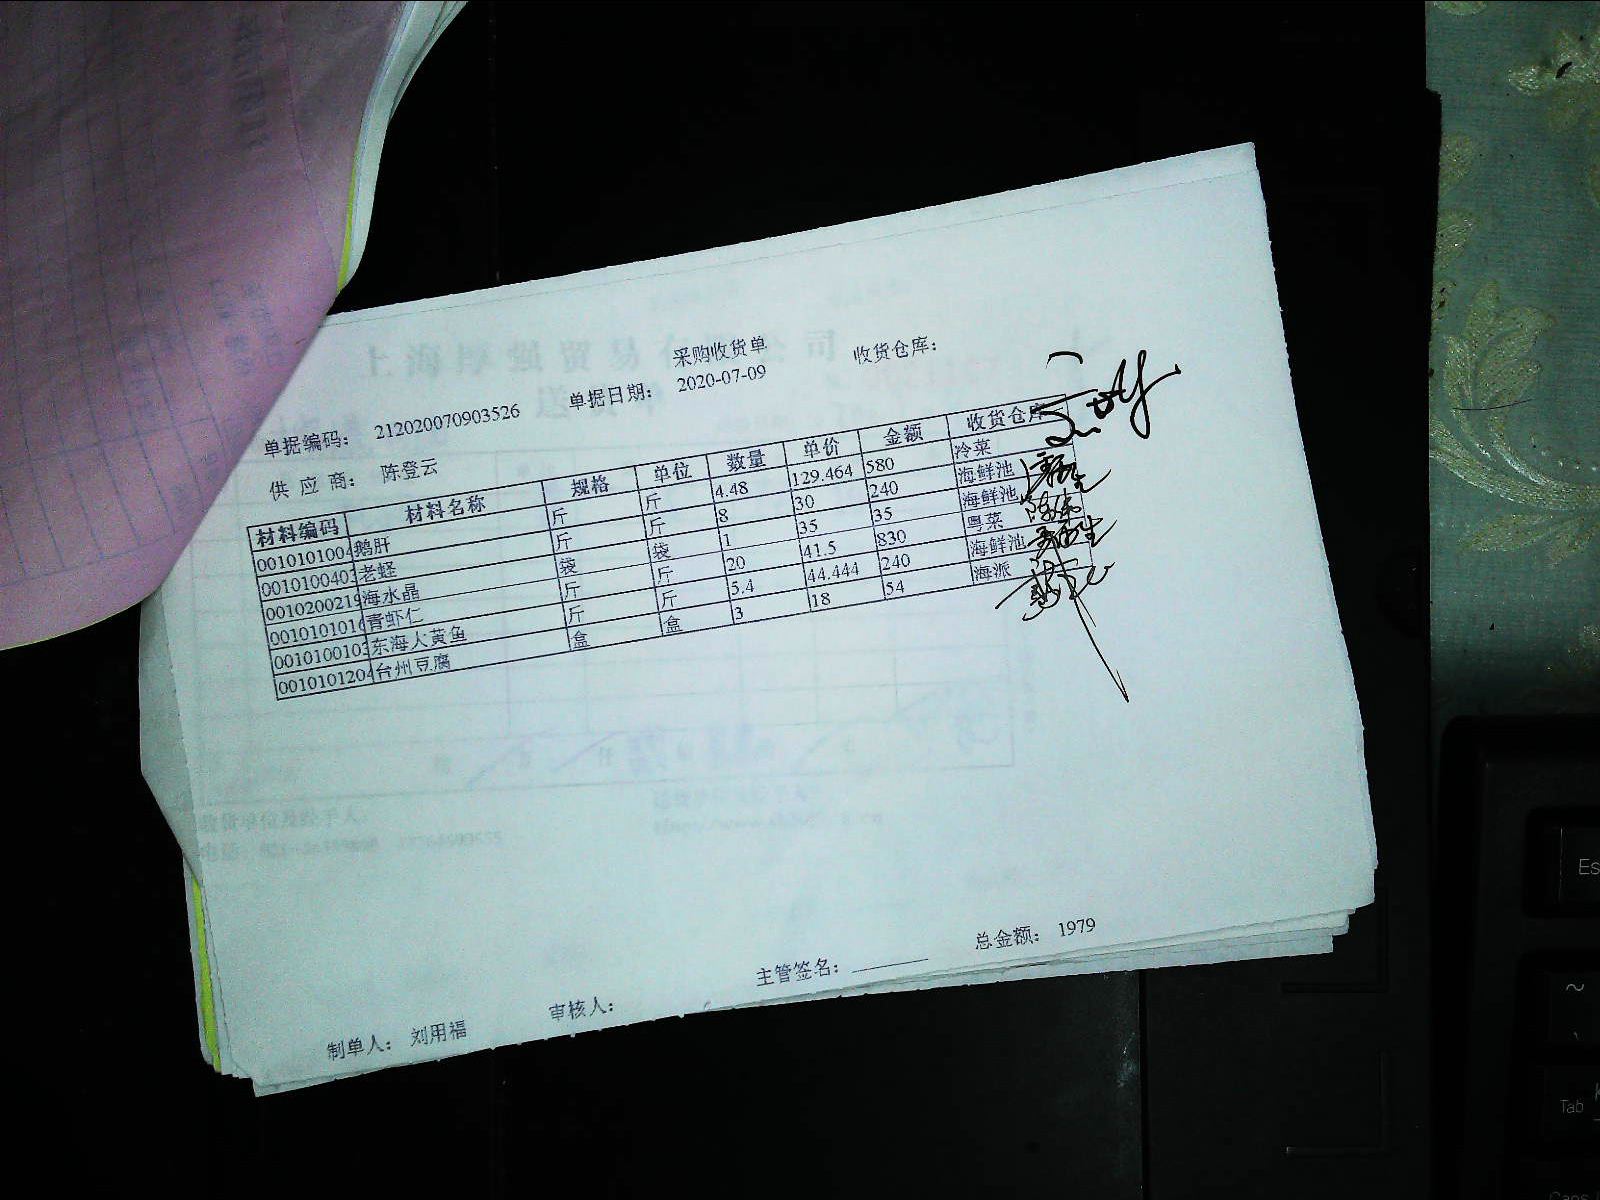 采购收货单
单据编码： 212020070903526 单据日期： 2020-07-09 收货仓库：
供 应 商： 陈登云
材料编码 材料名称 规格 单位 数量 单价 金额 收货仓库
0010101004 鹅肝 斤 斤 4.48 129.464 580 冷菜
001010040 老蛏 斤 斤 8 30 240 海鲜池
001020021 海水晶 袋 袋 1 35 35 海鲜池
001010101 青虾仁 斤 斤 20 41.5 830 粤菜
001010010 东海大黄鱼 斤 斤 5.4 44.444 240 海鲜池
001010120 台州豆腐 盒 盒 3 18 54 海派
制单人： 刘用福 审核人： 主管签名： 总金额： 1979
Tab